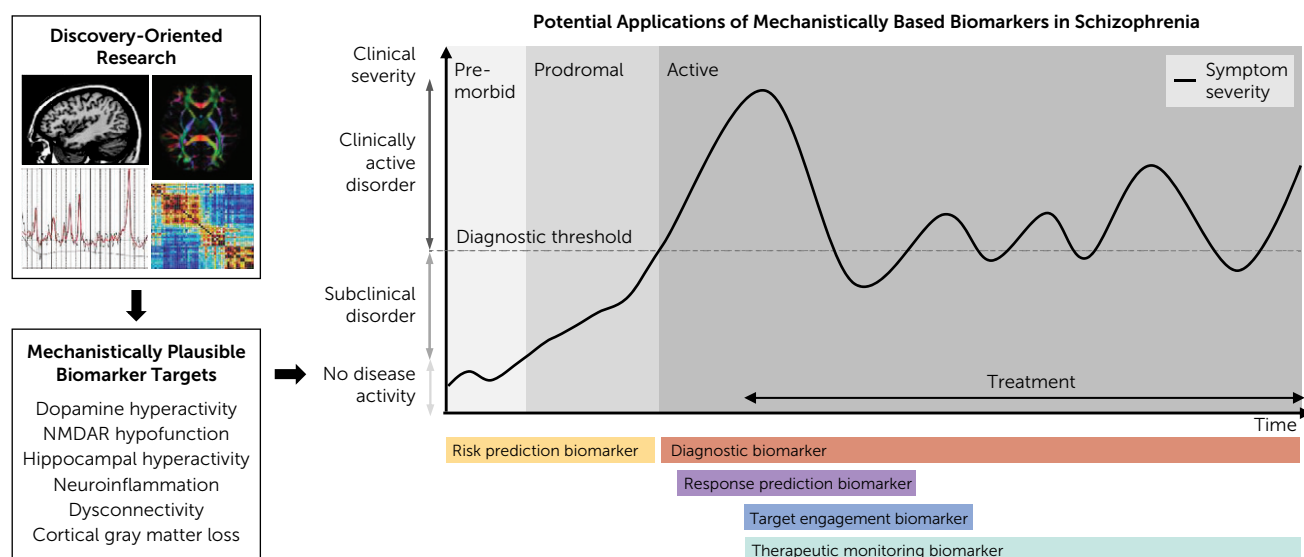 Discovery-Oriented
Research
Mechanistically Plausible
Biomarker Targets
Dopamine hyperactivity
NMDAR hypofunction
Hippocampal hyperactivity
Neuroinflammation
Dysconnectivity
Cortical gray matter loss
Potential Applications of Mechanistically Based Biomarkers in Schizophrenia
Clinical
severity
Clinically
active
disorder
Subclinical
disorder
No disease
activity
Pre-
morbid
Prodromal
Active
Symptom
severity
Diagnostic threshold
Treatment
Time
Risk prediction biomarker
Diagnostic biomarker
Response prediction biomarker
Target engagement biomarker
Therapeutic monitoring biomarker